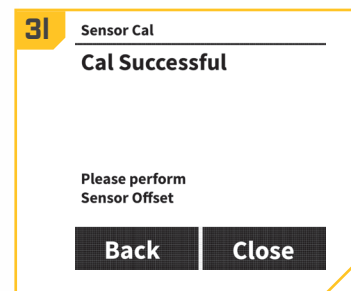 3I
Sensor Cal
Cal Successful
Please perform
Sensor Offset
Back Close